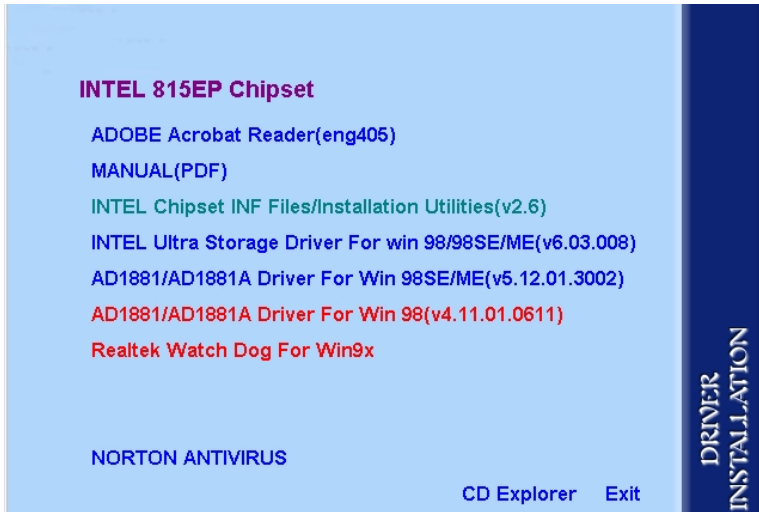 INTEL 815EP Chipset
ADOBE Acrobat Reader(eng405)
MANUAL(PDF)
INTEL Chipset INF Files/Installation Utilities(v2.6)
INTEL Ultra Storage Driver For win 98/98SE/ME(v6.03.008)
AD1881/AD1881A Driver For Win 98SE/ME(v5.12.01.3002)
AD1881/AD1881A Driver For Win 98(v4.11.01.0611)
Realtek Watch Dog For Win9x
NORTON ANTIVIRUS
CD Explorer Exit
DRIVER
INSTALLATION